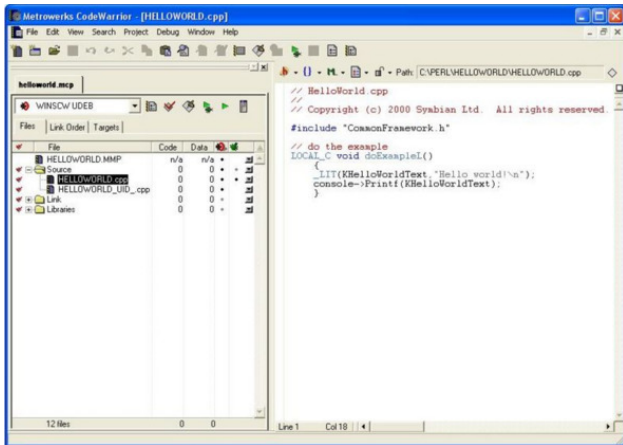 Metrowerks CodeWarrior - [HELLOWORLD.cpp]
File Edit View Search Project Debug Window Help
helloworld.mcp
WINSCW UDEB
Files Link Order Targets
File Code Data
HELLOWORLD.MMP n/a n/a
Source 0 0
HELLOWORLD.cpp 0 0
HELLOWORLD_UID_.cpp 0 0
Link 0 0
Libraries 0 0
12 files 0 0
Path: C:\PERL\HELLOWORLD\HELLOWORLD.cpp
// HelloWorld.cpp
//
// Copyright (c) 2000 Symbian Ltd. All rights reserved.
#include "CommonFramework.h"
// do the example
LOCAL_C void doExampleL()
{
_LIT(KHelloWorldText,"Hello world!\n");
console->Printf(KHelloWorldText);
}
Line 1 Col 18